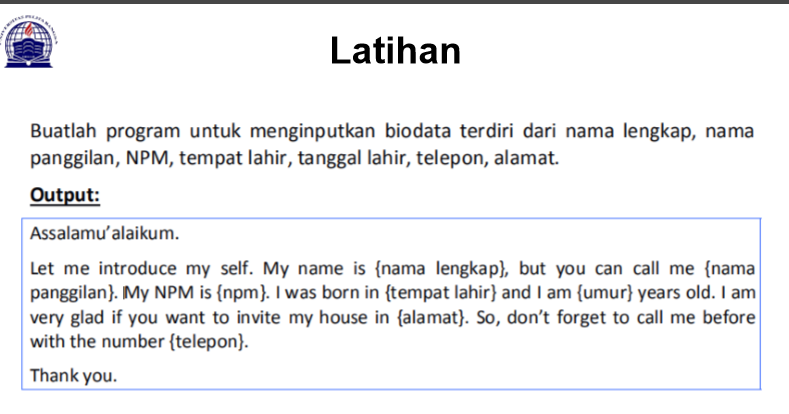 Latihan
Buatlah program untuk menginputkan biodata terdiri dari nama lengkap, nama
panggilan, NPM, tempat lahir, tanggal lahir, telepon, alamat.
Output:
Assalamu’alaikum.
Let me introduce my self. My name is {nama lengkap}, but you can call me {nama
panggilan}. My NPM is {npm}. I was born in {tempat lahir} and I am {umur} years old. I am
very glad if you want to invite my house in {alamat}. So, don’t forget to call me before
with the number {telepon}.
Thank you.